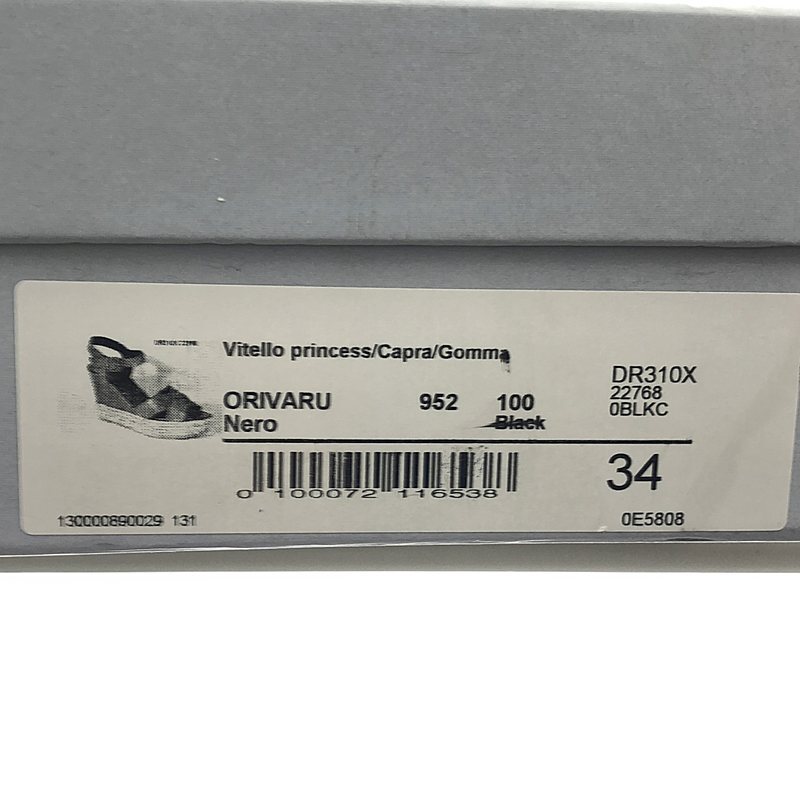 Vitello princess/Capra/Gomma
DR310X
22768
0BLKC
ORIVARU 952 100
Nero Black
34
0 100072 116538
130000890029 131
0E5808